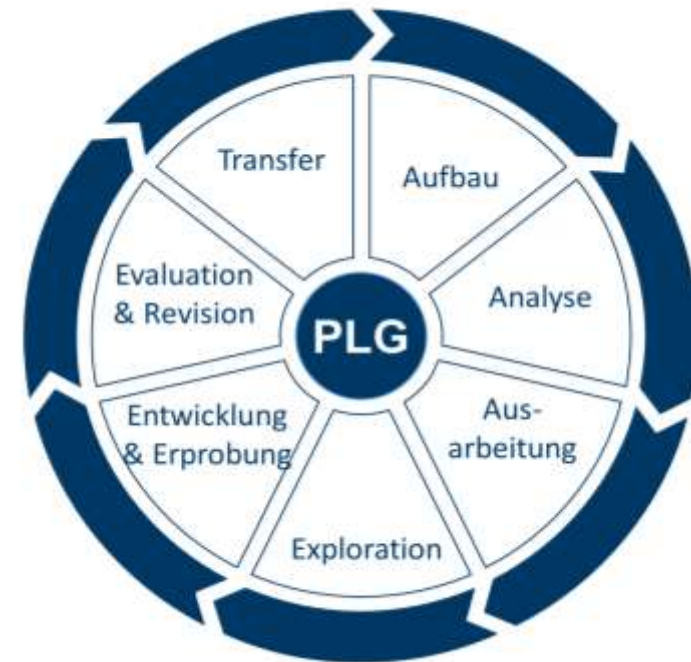 Transfer
Aufbau
Analyse
Aus-
arbeitung
Exploration
Entwicklung
& Erprobung
Evaluation
& Revision
PLG